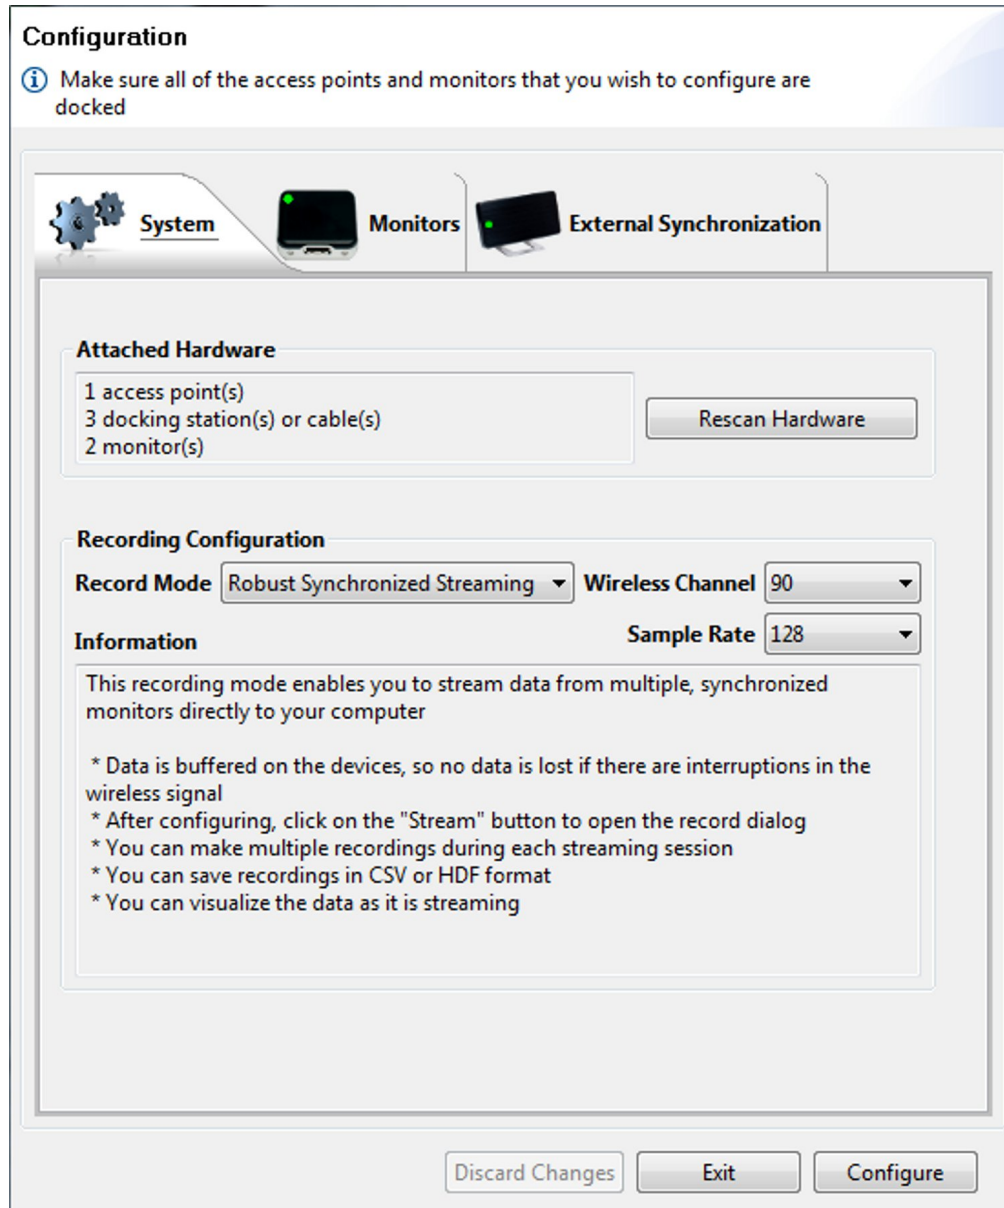 Configuration
Make sure all of the access points and monitors that you wish to configure are
docked
System
Monitors
External Synchronization
Attached Hardware
1 access point(s)
3 docking station(s) or cable(s)
2 monitor(s)
Rescan Hardware
Recording Configuration
Record Mode Robust Synchronized Streaming Wireless Channel 90
Sample Rate 128
Information
This recording mode enables you to stream data from multiple, synchronized
monitors directly to your computer
* Data is buffered on the devices, so no data is lost if there are interruptions in the
wireless signal
* After configuring, click on the "Stream" button to open the record dialog
* You can make multiple recordings during each streaming session
* You can save recordings in CSV or HDF format
* You can visualize the data as it is streaming
Discard Changes
Exit
Configure